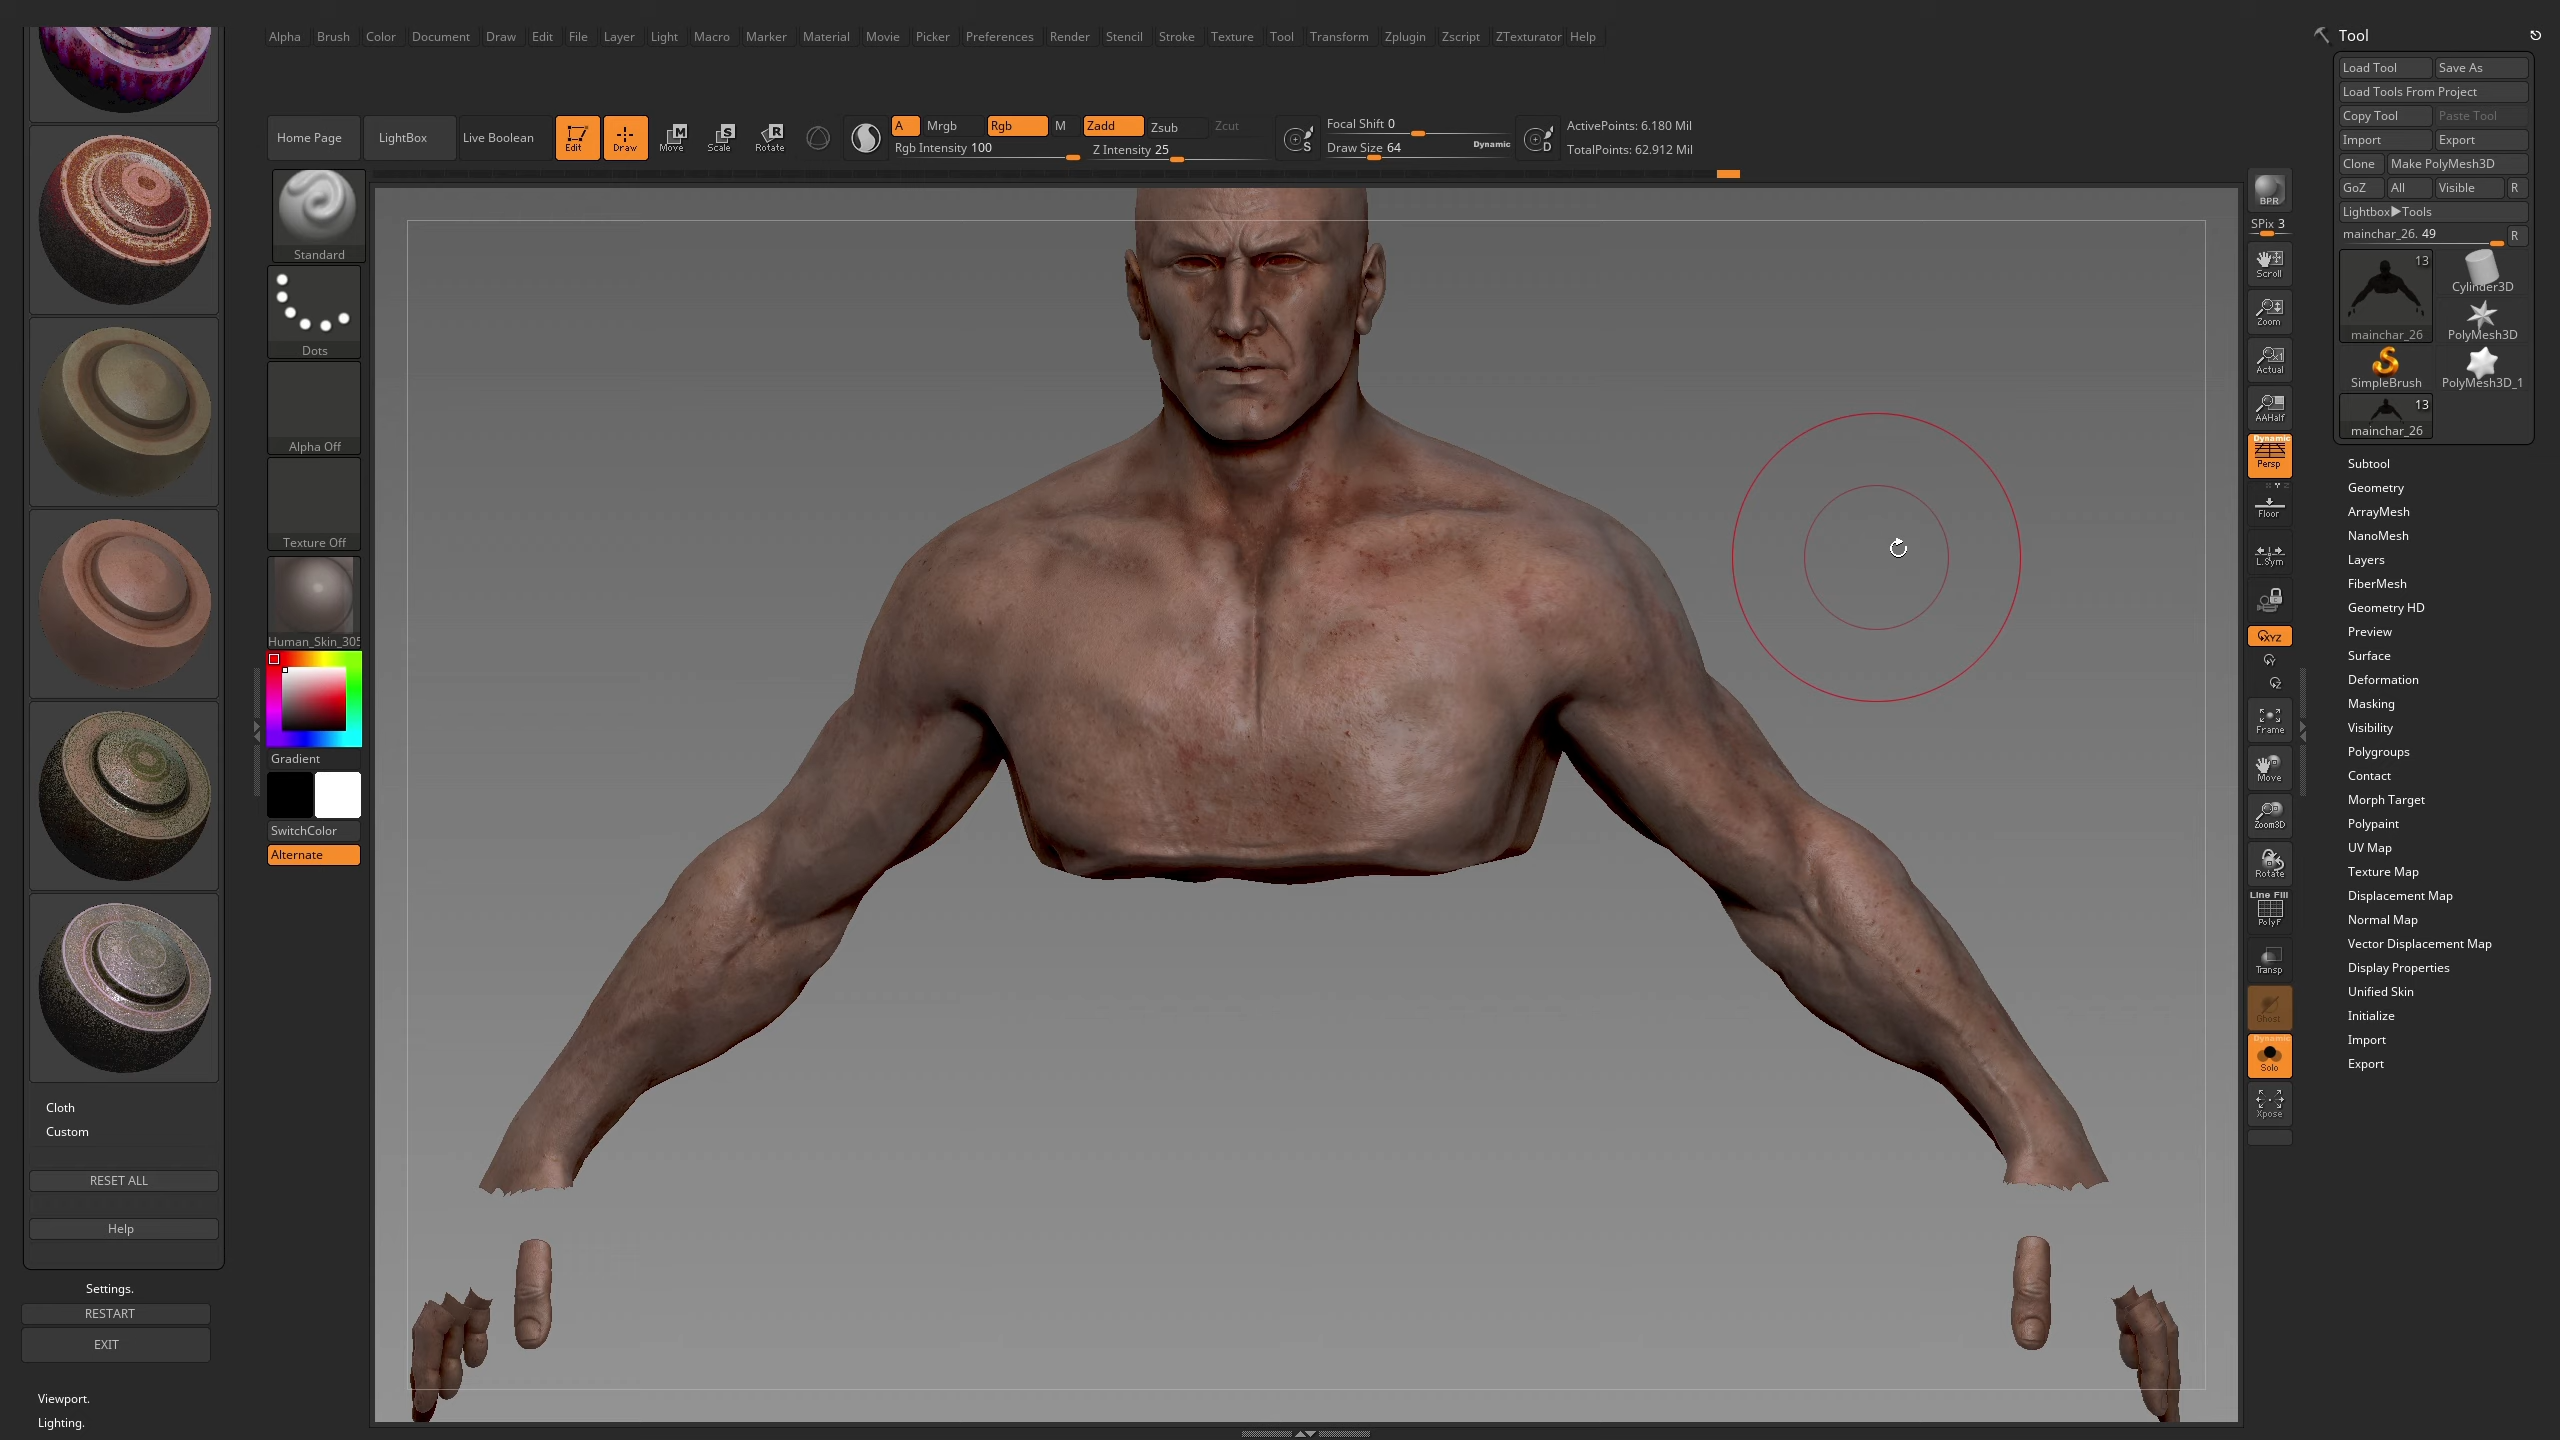 Alpha Brush Color Document Draw Edit File Layer Light Macro Marker Material Movie Picker Preferences Render Stencil Stroke Texture Tool Transform Zplugin Zscript ZTexturator Help
Home Page
LightBox
Live Boolean
Edit
Draw
Move
M
Scale
S
Rotate
R
A
Mrgb
Rgb
M
Zadd
Zsub
Zcut
Rgb Intensity 100
Z Intensity 25
S
Focal Shift 0
Draw Size 64
Dynamic
D
ActivePoints: 6.180 Mil
TotalPoints: 62.912 Mil
Standard
Dots
Alpha Off
Texture Off
Human_Skin_305
Gradient
SwitchColor
Alternate
Cloth
Custom
RESET ALL
Help
Settings.
RESTART
EXIT
Viewport.
Lighting.
BPR
SPix 3
Scroll
Zoom
Actual
AAHalf
Dynamic
Persp
Floor
L.Sym
XYZ
Y
Z
Frame
Move
Zoom3D
Rotate
Line Fill
PolyF
Transp
Ghost
Dynamic
Solo
Xpose
Tool
Load Tool
Save As
Load Tools From Project
Copy Tool
Paste Tool
Import
Export
Clone
Make PolyMesh3D
GoZ
All
Visible
R
Lightbox▶Tools
mainchar_26. 49
R
13
mainchar_26
Cylinder3D
PolyMesh3D
SimpleBrush
PolyMesh3D_1
13
mainchar_26
Subtool
Geometry
ArrayMesh
NanoMesh
Layers
FiberMesh
Geometry HD
Preview
Surface
Deformation
Masking
Visibility
Polygroups
Contact
Morph Target
Polypaint
UV Map
Texture Map
Displacement Map
Normal Map
Vector Displacement Map
Display Properties
Unified Skin
Initialize
Import
Export